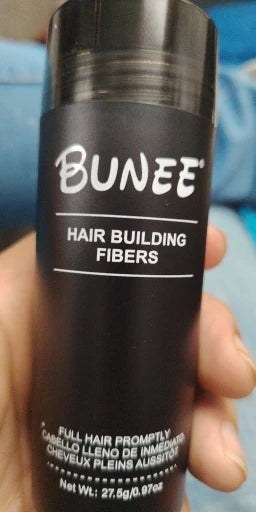 BUNEE®
HAIR BUILDING
FIBERS
FULL HAIR PROMPTLY
CABELLO LLENO DE INMEDIATO
CHEVEUX PLEINS AUSSITÔT
Net Wt.: 27.5g/0.97oz